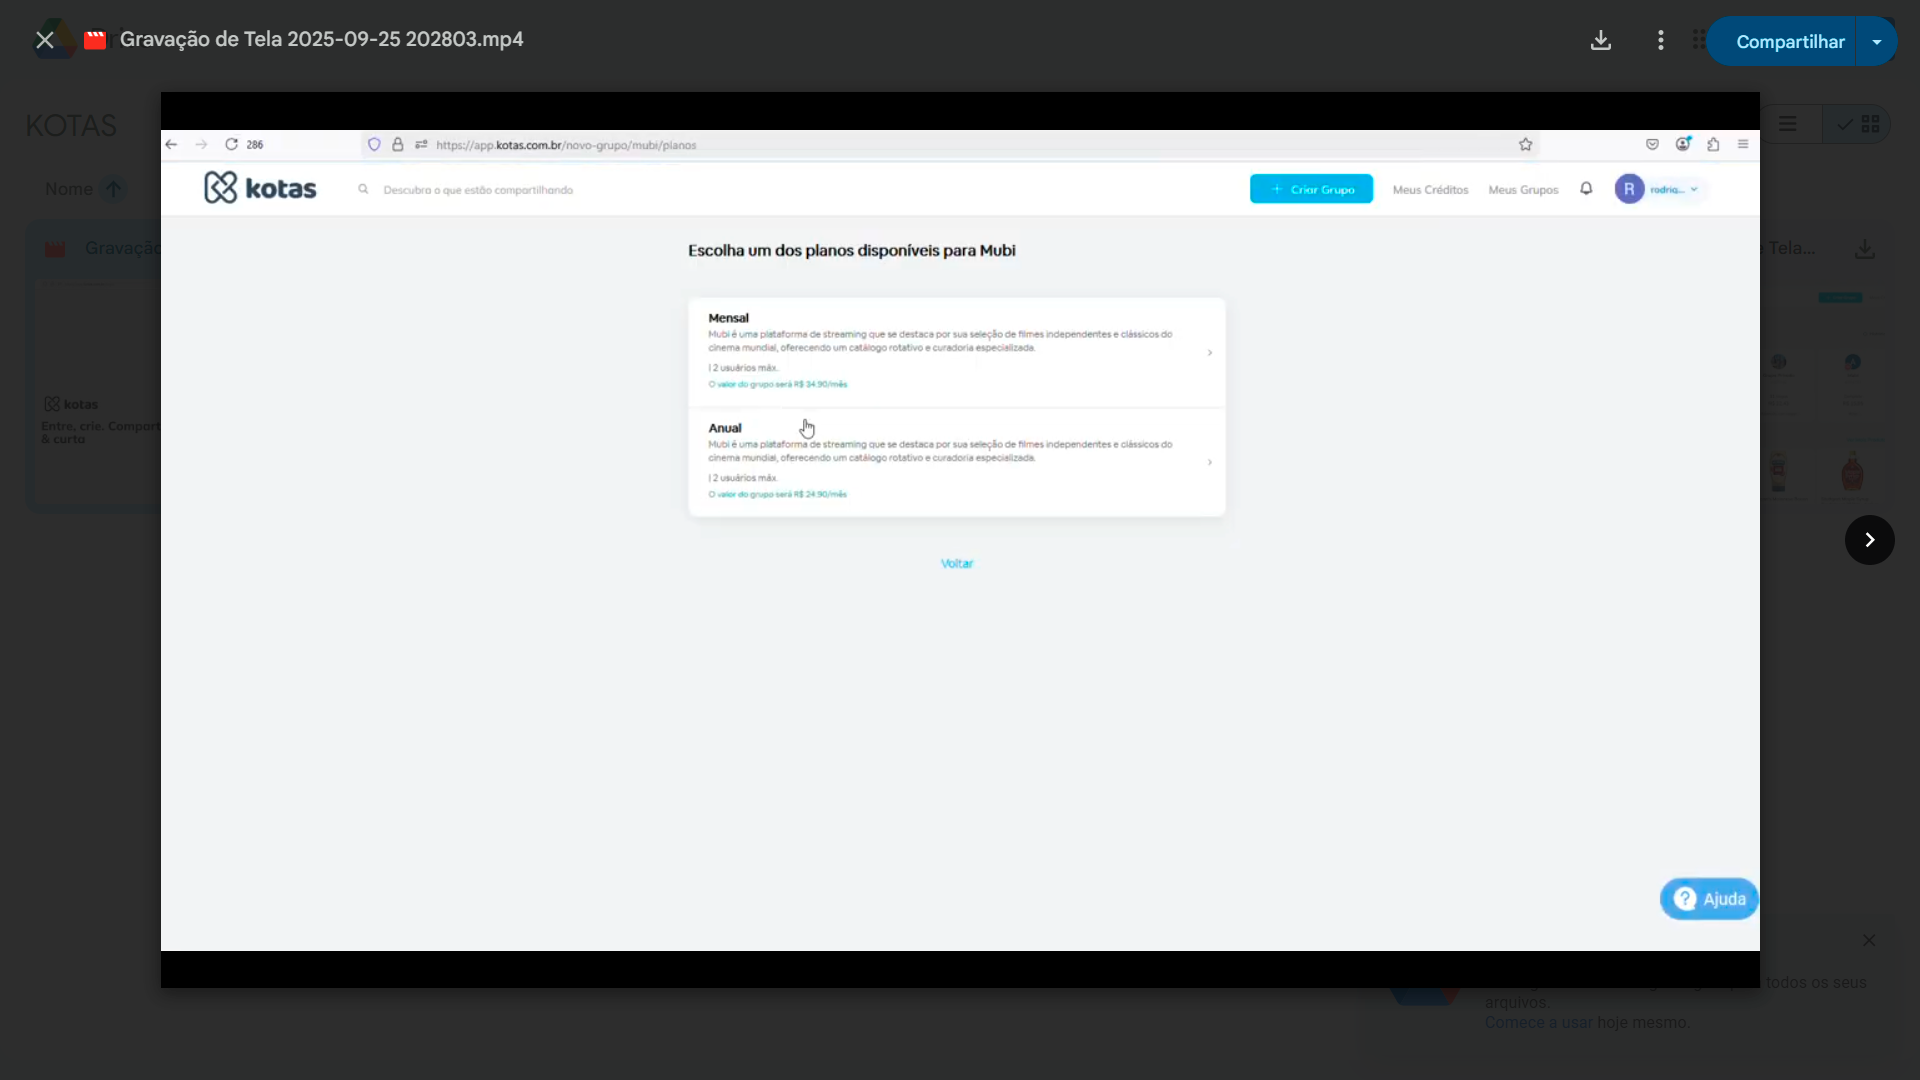 Gravação de Tela 2025-09-25 202803.mp4
Compartilhar
KOTAS
Nome
Gravação
Tela...
286
https://app.kotas.com.br/novo-grupo/mubi/planos
kotas
Descubra o que estão compartilhando
+ Criar Grupo
Meus Créditos
Meus Grupos
R
rodrig...
Escolha um dos planos disponíveis para Mubi
Mensal
Mubi é uma plataforma de streaming que se destaca por sua seleção de filmes independentes e clássicos do
cinema mundial, oferecendo um catálogo rotativo e curadoria especializada.
| 2 usuários máx.
O valor do grupo será R$ 34.90/mês
Anual
Mubi é uma plataforma de streaming que se destaca por sua seleção de filmes independentes e clássicos do
cinema mundial, oferecendo um catálogo rotativo e curadoria especializada.
| 2 usuários máx.
O valor do grupo será R$ 24.90/mês
Voltar
kotas
Entre, crie. Compart
& curta
? Ajuda
todos os seus
arquivos.
Comece a usar hoje mesmo.